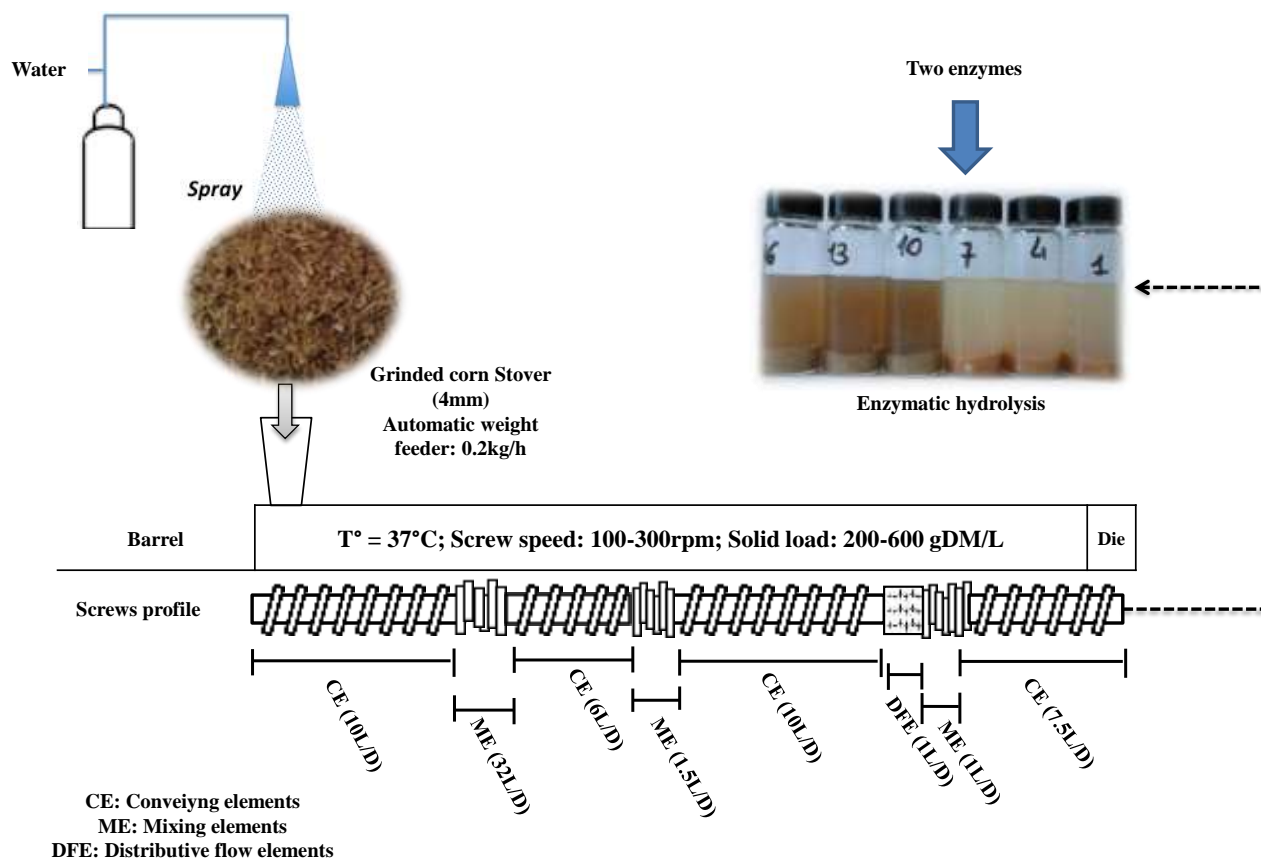 Water
Two enzymes
Spray
6 13 10 7 4 1
Grinded corn Stover
(4mm)
Automatic weight
feeder: 0.2kg/h
Enzymatic hydrolysis
Barrel
T° = 37°C; Screw speed: 100-300rpm; Solid load: 200-600 gDM/L
Die
Screws profile
CE (10L/D)
ME (32L/D)
CE (6L/D)
ME (1.5L/D)
CE (10L/D)
DFE (1L/D)
ME (1L/D)
CE (7.5L/D)
CE: Conveiyng elements
ME: Mixing elements
DFE: Distributive flow elements